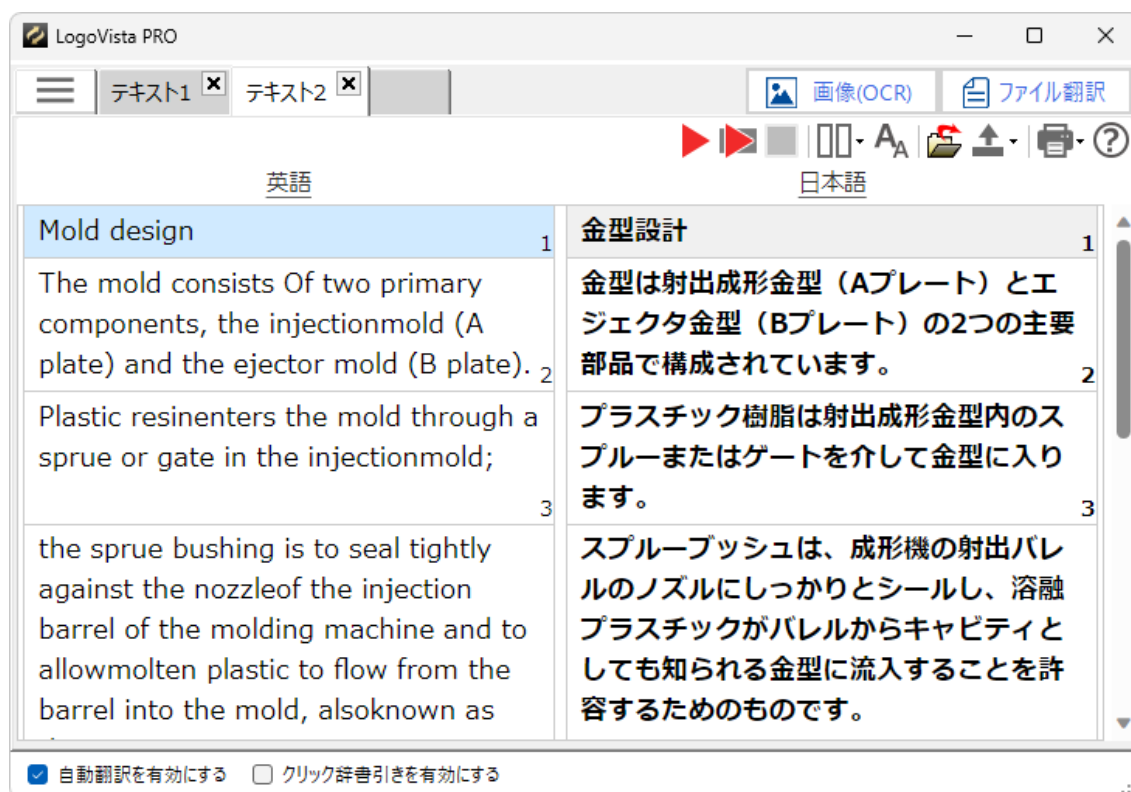 LogoVista PRO
テキスト1 テキスト2 画像(OCR) ファイル翻訳
英語 日本語
Mold design
1
金型設計
1
The mold consists Of two primary
components, the injectionmold (A
plate) and the ejector mold (B plate).
2
金型は射出成形金型（Aプレート）とエ
ジェクタ金型（Bプレート）の2つの主要
部品で構成されています。
2
Plastic resinenters the mold through a
sprue or gate in the injectionmold;
3
プラスチック樹脂は射出成形金型内のス
プルーまたはゲートを介して金型に入り
ます。
3
the sprue bushing is to seal tightly
against the nozzleof the injection
barrel of the molding machine and to
allowmolten plastic to flow from the
barrel into the mold, alsoknown as
スプルーブッシュは、成形機の射出バレ
ルのノズルにしっかりとシールし、溶融
プラスチックがバレルからキャビティと
しても知られる金型に流入することを許
容するためのものです。
自動翻訳を有効にする クリック辞書引きを有効にする